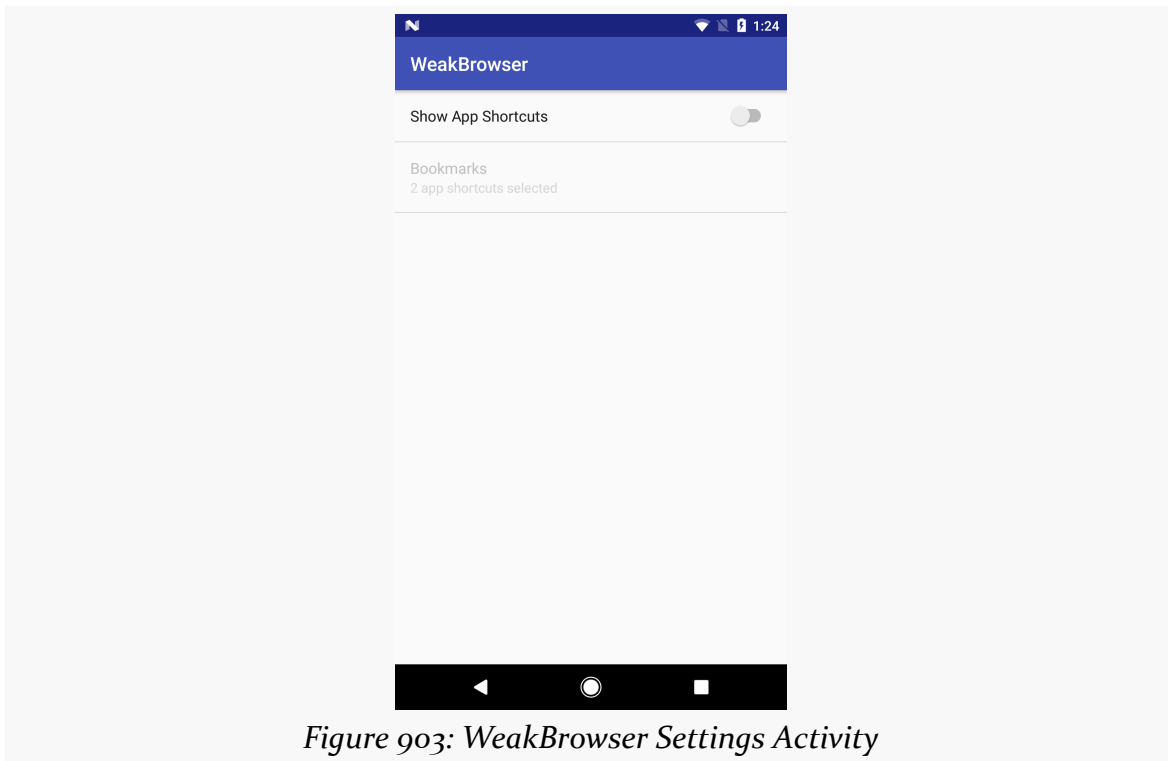 1:24
WeakBrowser
Show App Shortcuts
Bookmarks
2 app shortcuts selected
Figure 903: WeakBrowser Settings Activity